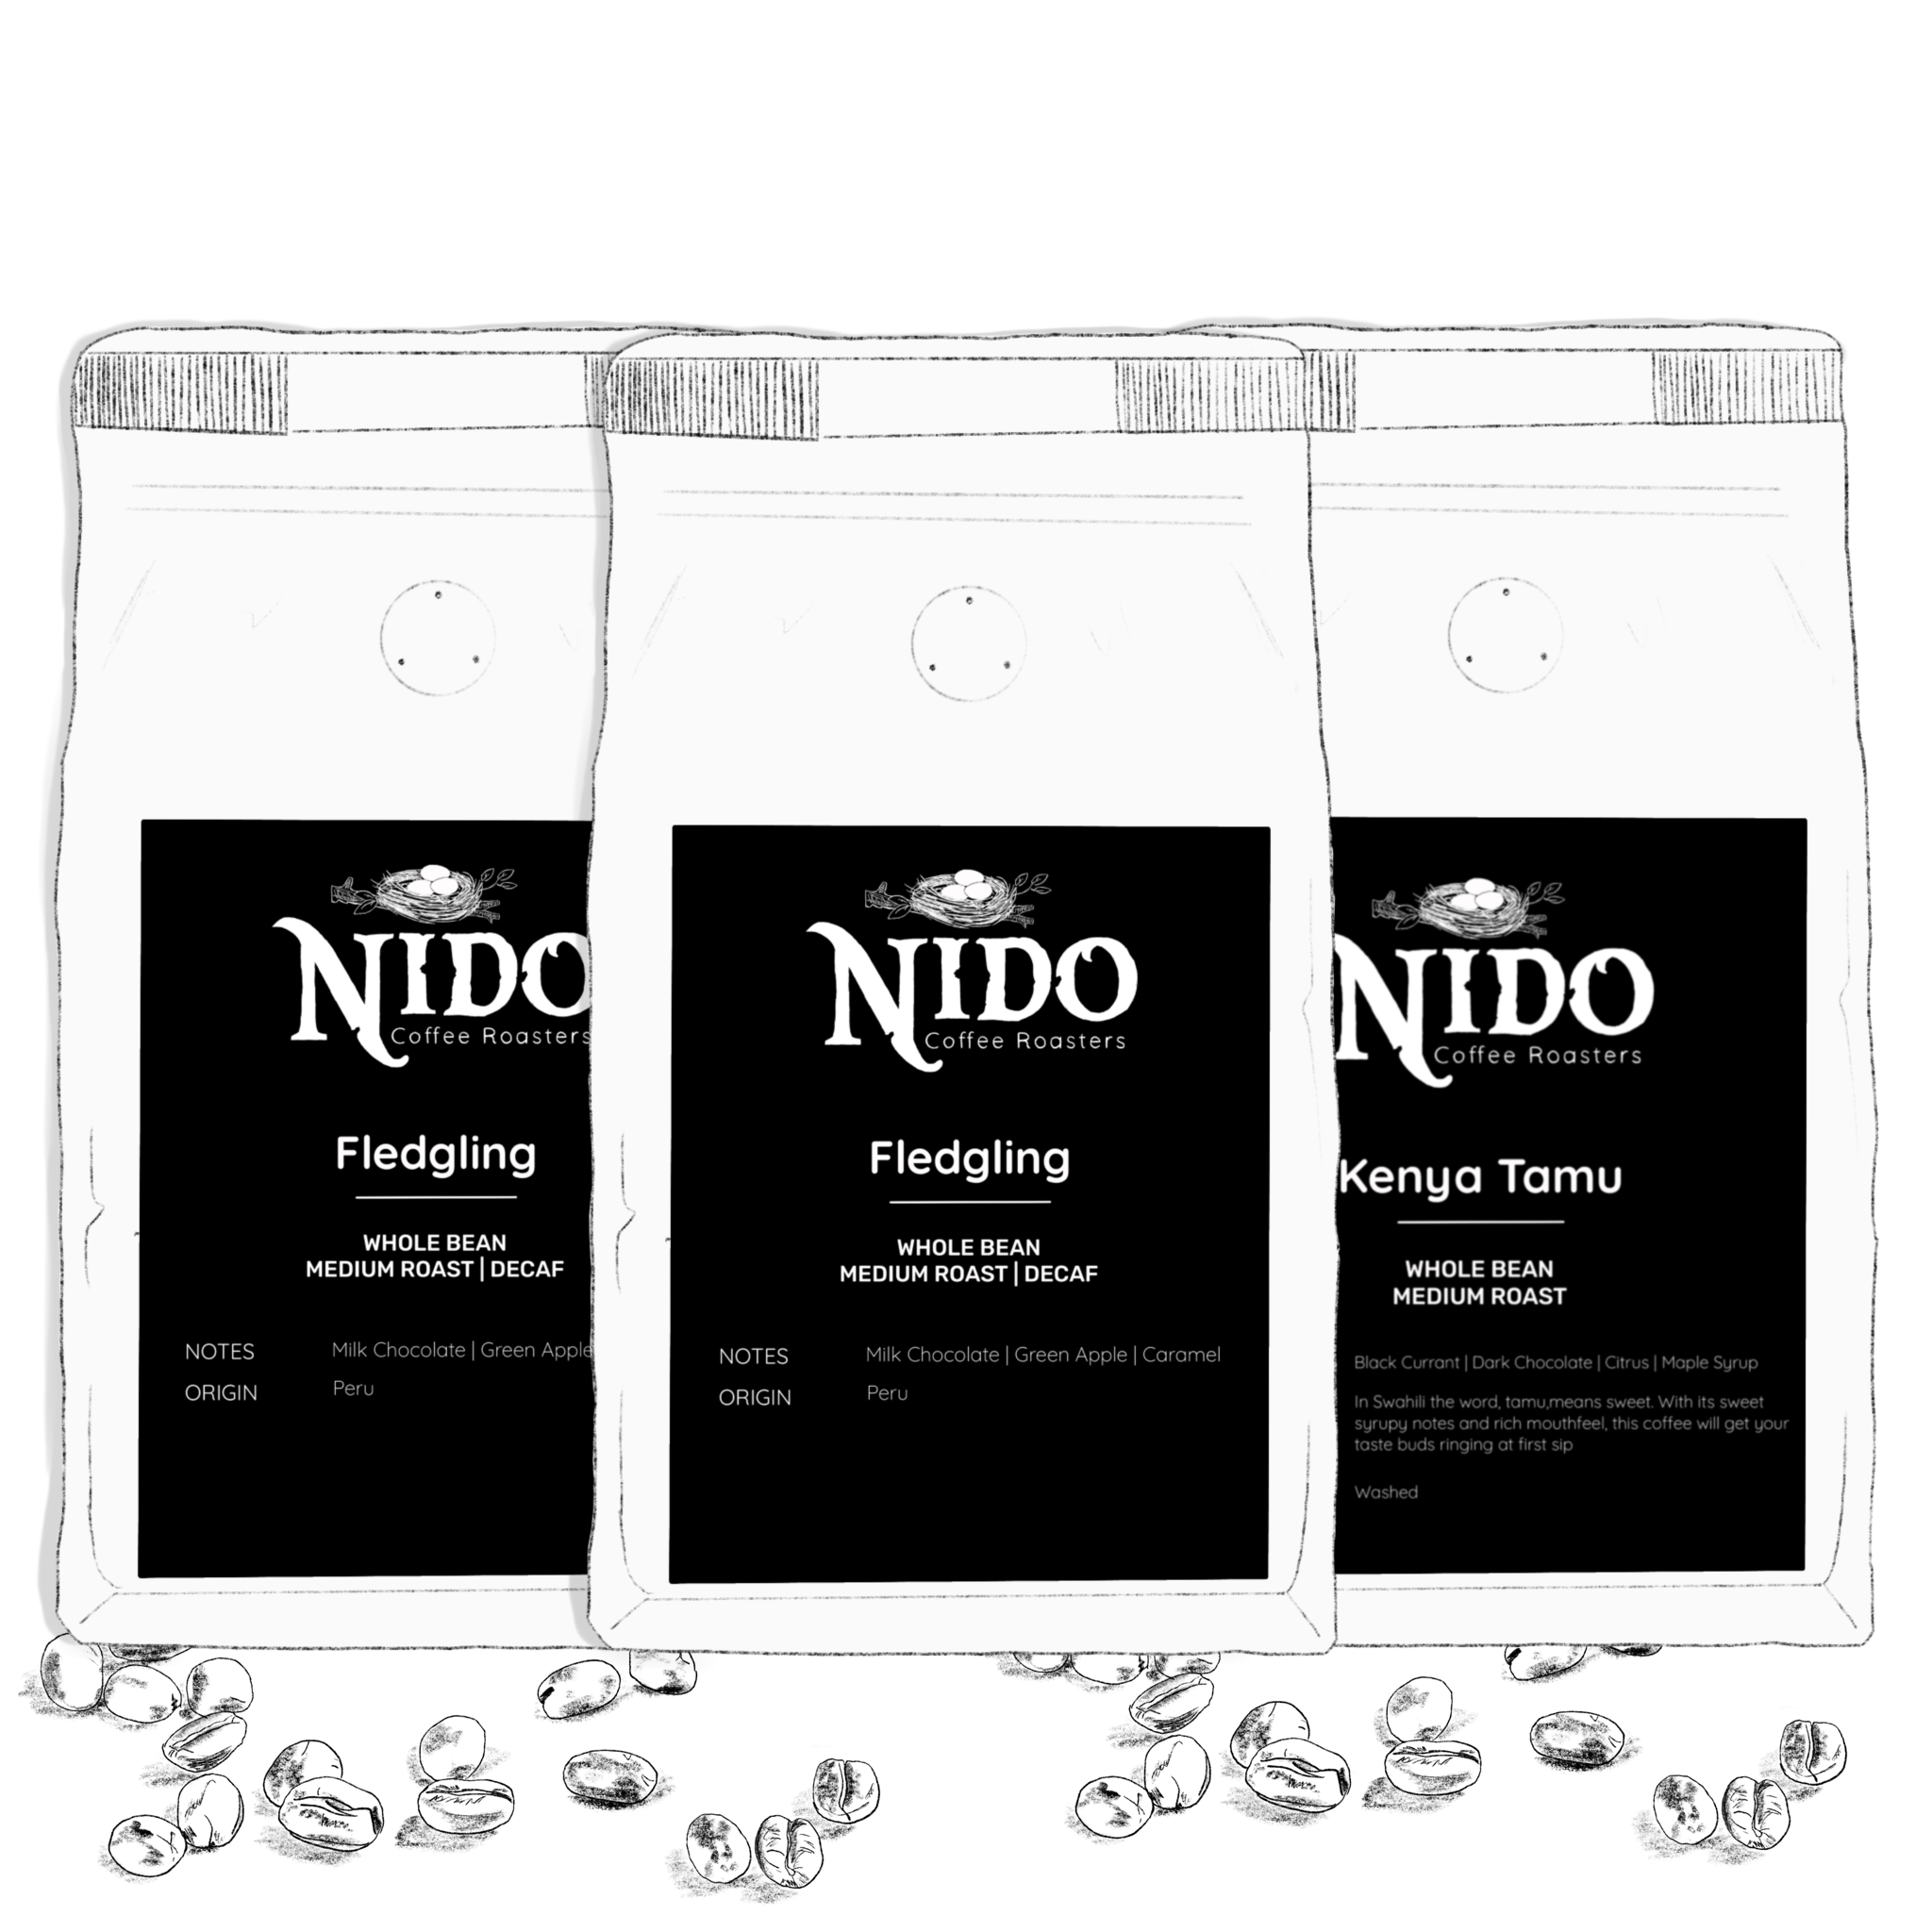 NIDO
Coffee Roasters
Fledgling
WHOLE BEAN
MEDIUM ROAST | DECAF
NOTES Milk Chocolate | Green Apple
ORIGIN Peru
NIDO
Coffee Roasters
Fledgling
WHOLE BEAN
MEDIUM ROAST | DECAF
NOTES Milk Chocolate | Green Apple | Caramel
ORIGIN Peru
NIDO
Coffee Roasters
Kenya Tamu
WHOLE BEAN
MEDIUM ROAST
Black Currant | Dark Chocolate | Citrus | Maple Syrup
In Swahili the word, tamu,means sweet. With its sweet
syrupy notes and rich mouthfeel, this coffee will get your
taste buds ringing at first sip
Washed